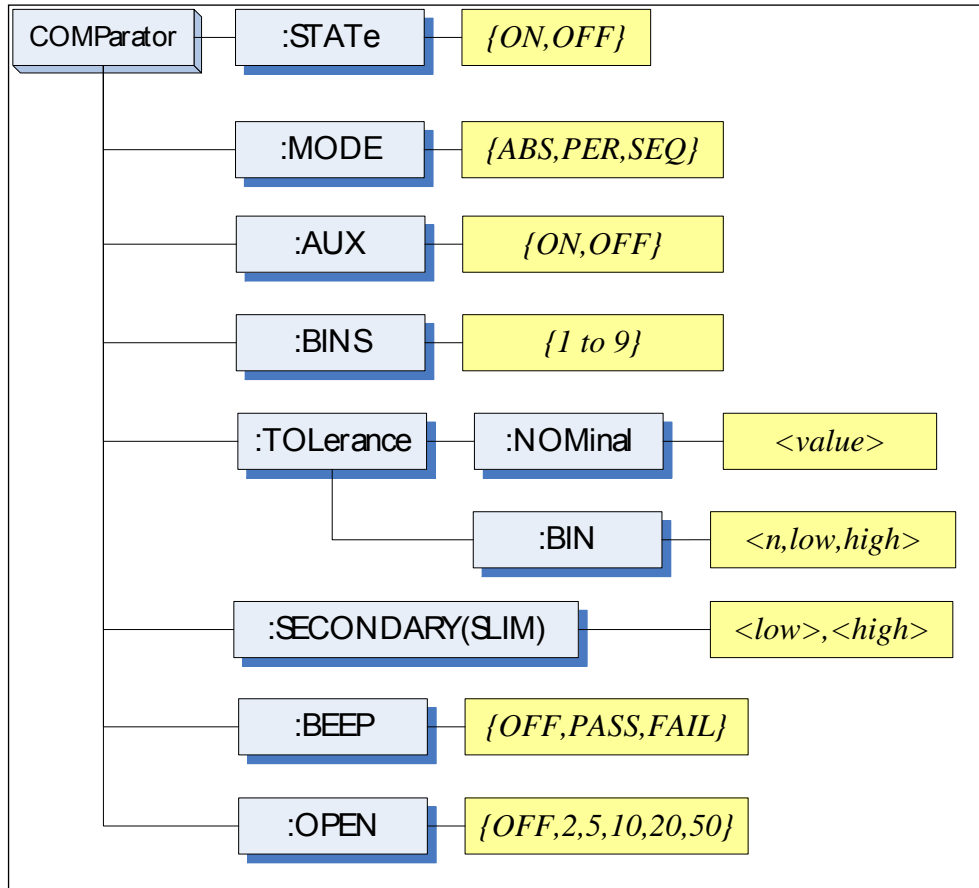 COMParator :STATe {ON,OFF}
:MODE {ABS,PER,SEQ}
:AUX {ON,OFF}
:BINS {1 to 9}
:TOLerance :NOMinal <value>
:BIN <n,low,high>
:SECONDARY(SLIM) <low>,<high>
:BEEP {OFF,PASS,FAIL}
:OPEN {OFF,2,5,10,20,50}